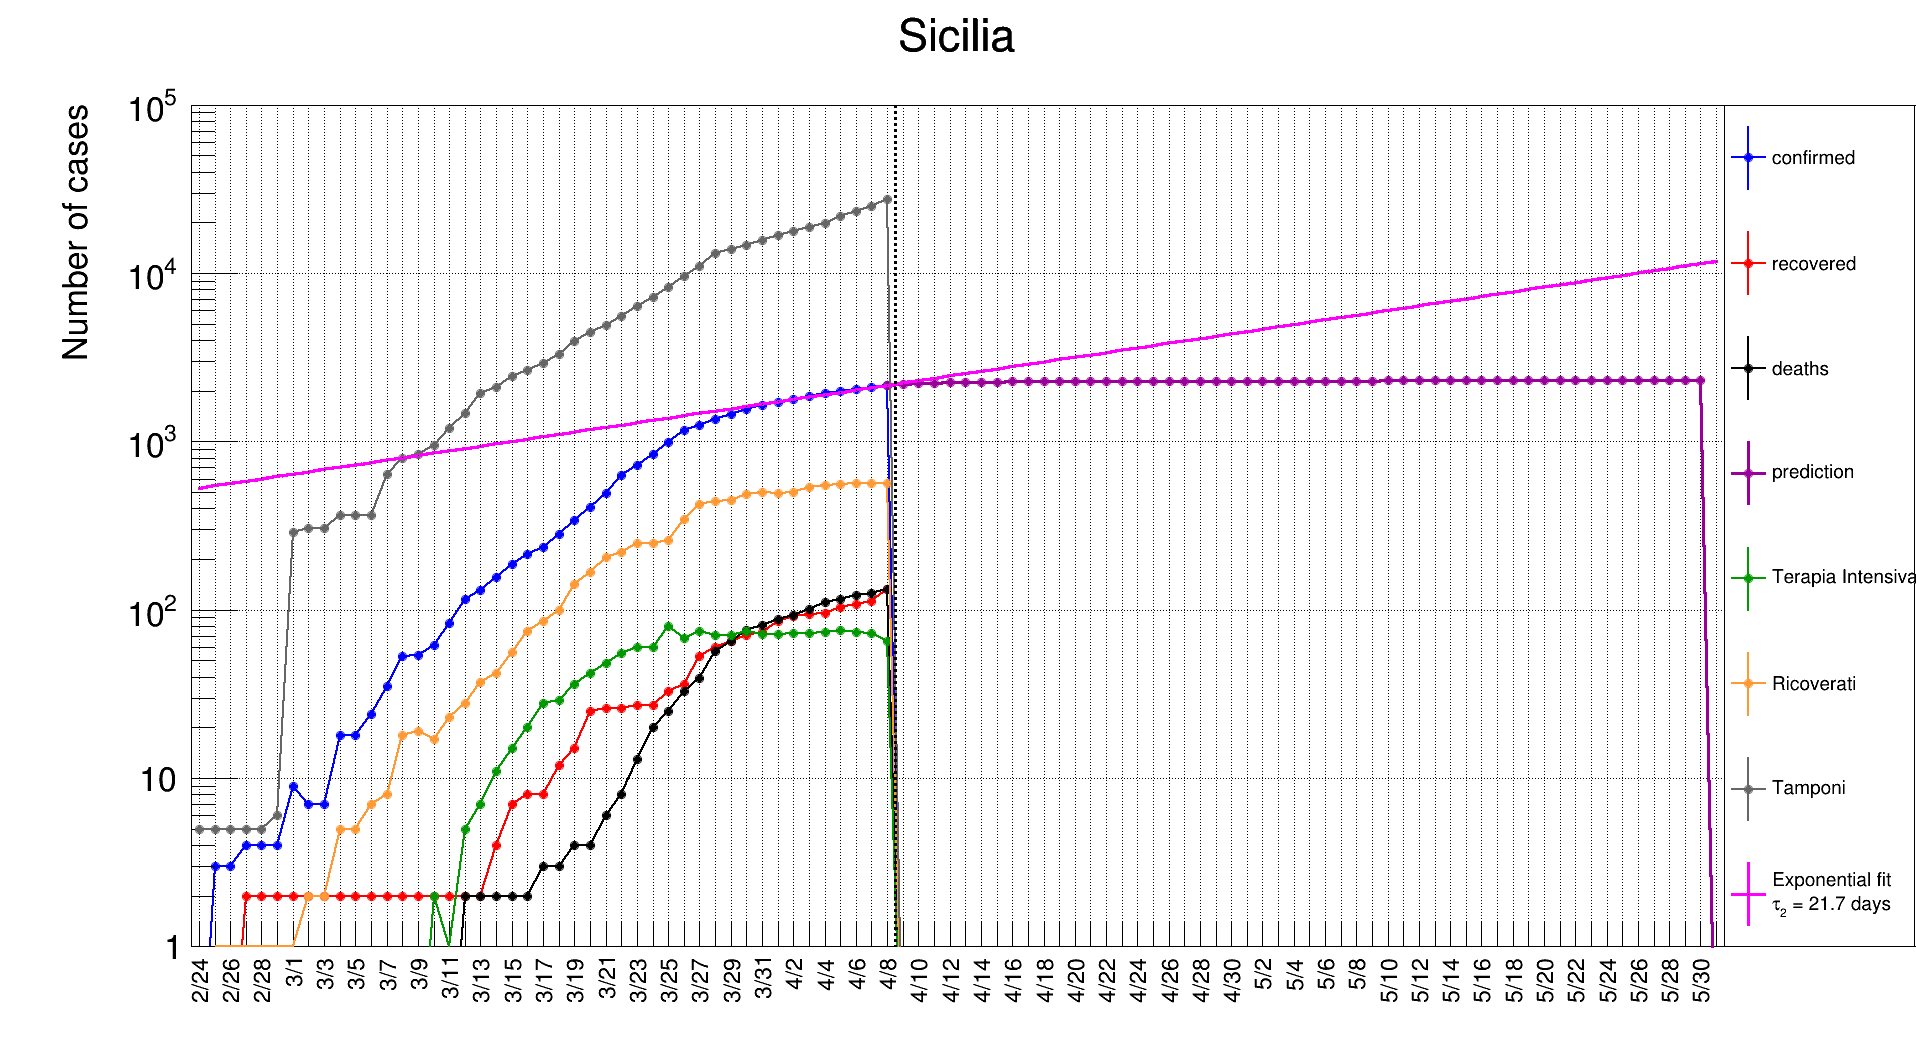 Sicilia
Number of cases
10^5
10^4
10^3
10^2
10
1
2/24 2/26 2/28 3/1 3/3 3/5 3/7 3/9 3/11 3/13 3/15 3/17 3/19 3/21 3/23 3/25 3/27 3/29 3/31 4/2 4/4 4/6 4/8 4/10 4/12 4/14 4/16 4/18 4/20 4/22 4/24 4/26 4/28 4/30 5/2 5/4 5/6 5/8 5/10 5/12 5/14 5/16 5/18 5/20 5/22 5/24 5/26 5/28 5/30
confirmed
recovered
deaths
prediction
Terapia Intensiva
Ricoverati
Tamponi
Exponential fit
τ₂ = 21.7 days